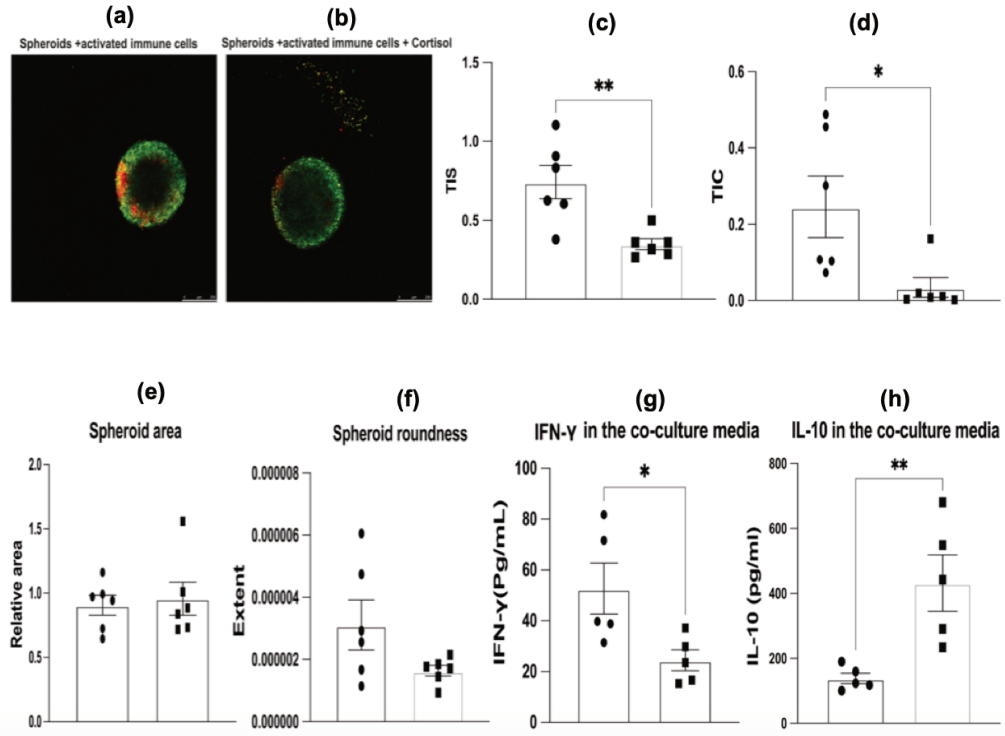 (a)
(b)
(c)
(d)
Spheroids +activated immune cells
Spheroids +activated immune cells + Cortisol
1.5
1.0
0.5
0.0
TIS
**
0.6
0.4
0.2
0.0
TIC
*
(e)
(f)
(g)
(h)
Spheroid area
2.0
1.5
1.0
0.5
0.0
Relative area
Spheroid roundness
0.000008
0.000006
0.000004
0.000002
0.000000
Extent
IFN-γ in the co-culture media
100
80
60
40
20
0
IFN-γ(Pg/mL)
*
IL-10 in the co-culture media
800
600
400
200
0
IL-10 (pg/ml)
**